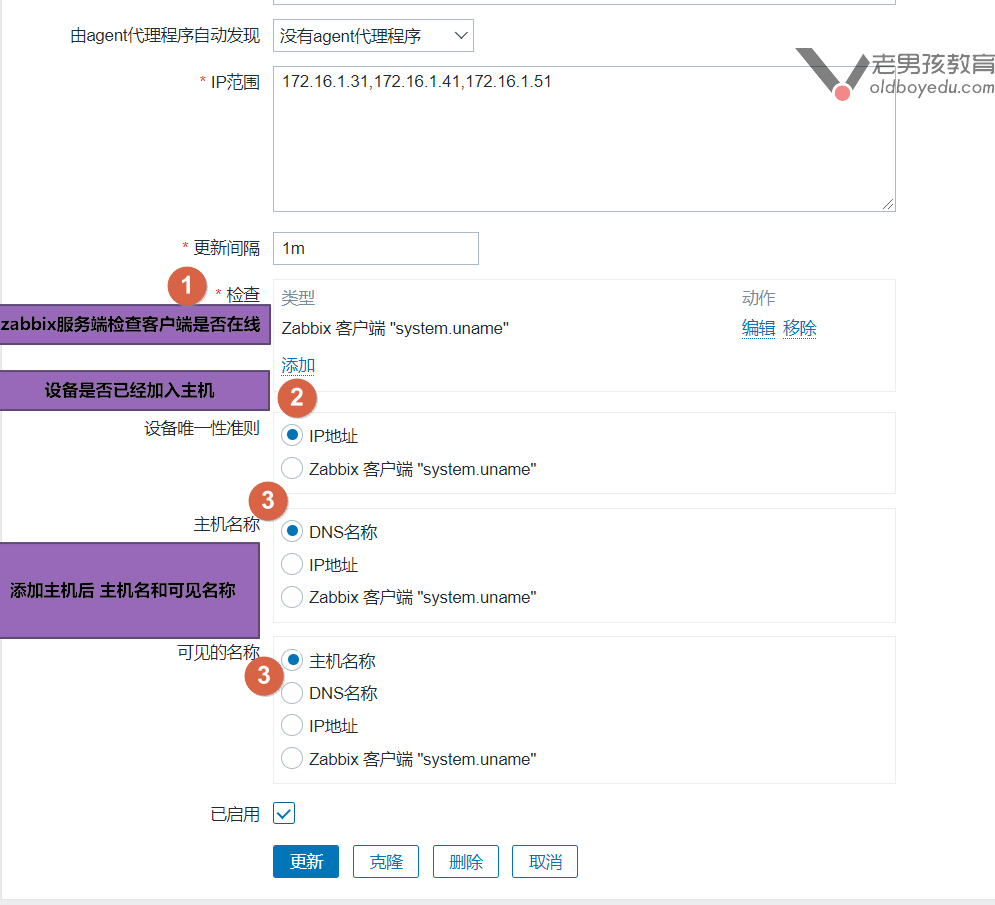 由agent代理程序自动发现 没有agent代理程序
老男孩教育
oldboyedu.com
* IP范围 172.16.1.31,172.16.1.41,172.16.1.51
* 更新间隔 1m
1 * 检查 类型 动作
zabbix服务端检查客户端是否在线 Zabbix 客户端 "system.uname" 编辑 移除
添加
设备是否已经加入主机 2
设备唯一性准则 IP地址
Zabbix 客户端 "system.uname"
3
主机名称 DNS名称
IP地址
添加主机后 主机名和可见名称 Zabbix 客户端 "system.uname"
可见的名称 主机名称
3
DNS名称
IP地址
Zabbix 客户端 "system.uname"
已启用
更新 克隆 删除 取消